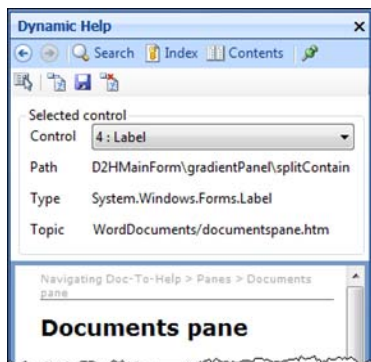 Dynamic Help
Search Index Contents
Selected control
Control 4 : Label
Path D2HMainForm\gradientPanel\splitContain
Type System.Windows.Forms.Label
Topic WordDocuments/documentspane.htm
Navigating Doc-To-Help > Panes > Documents
pane
Documents pane